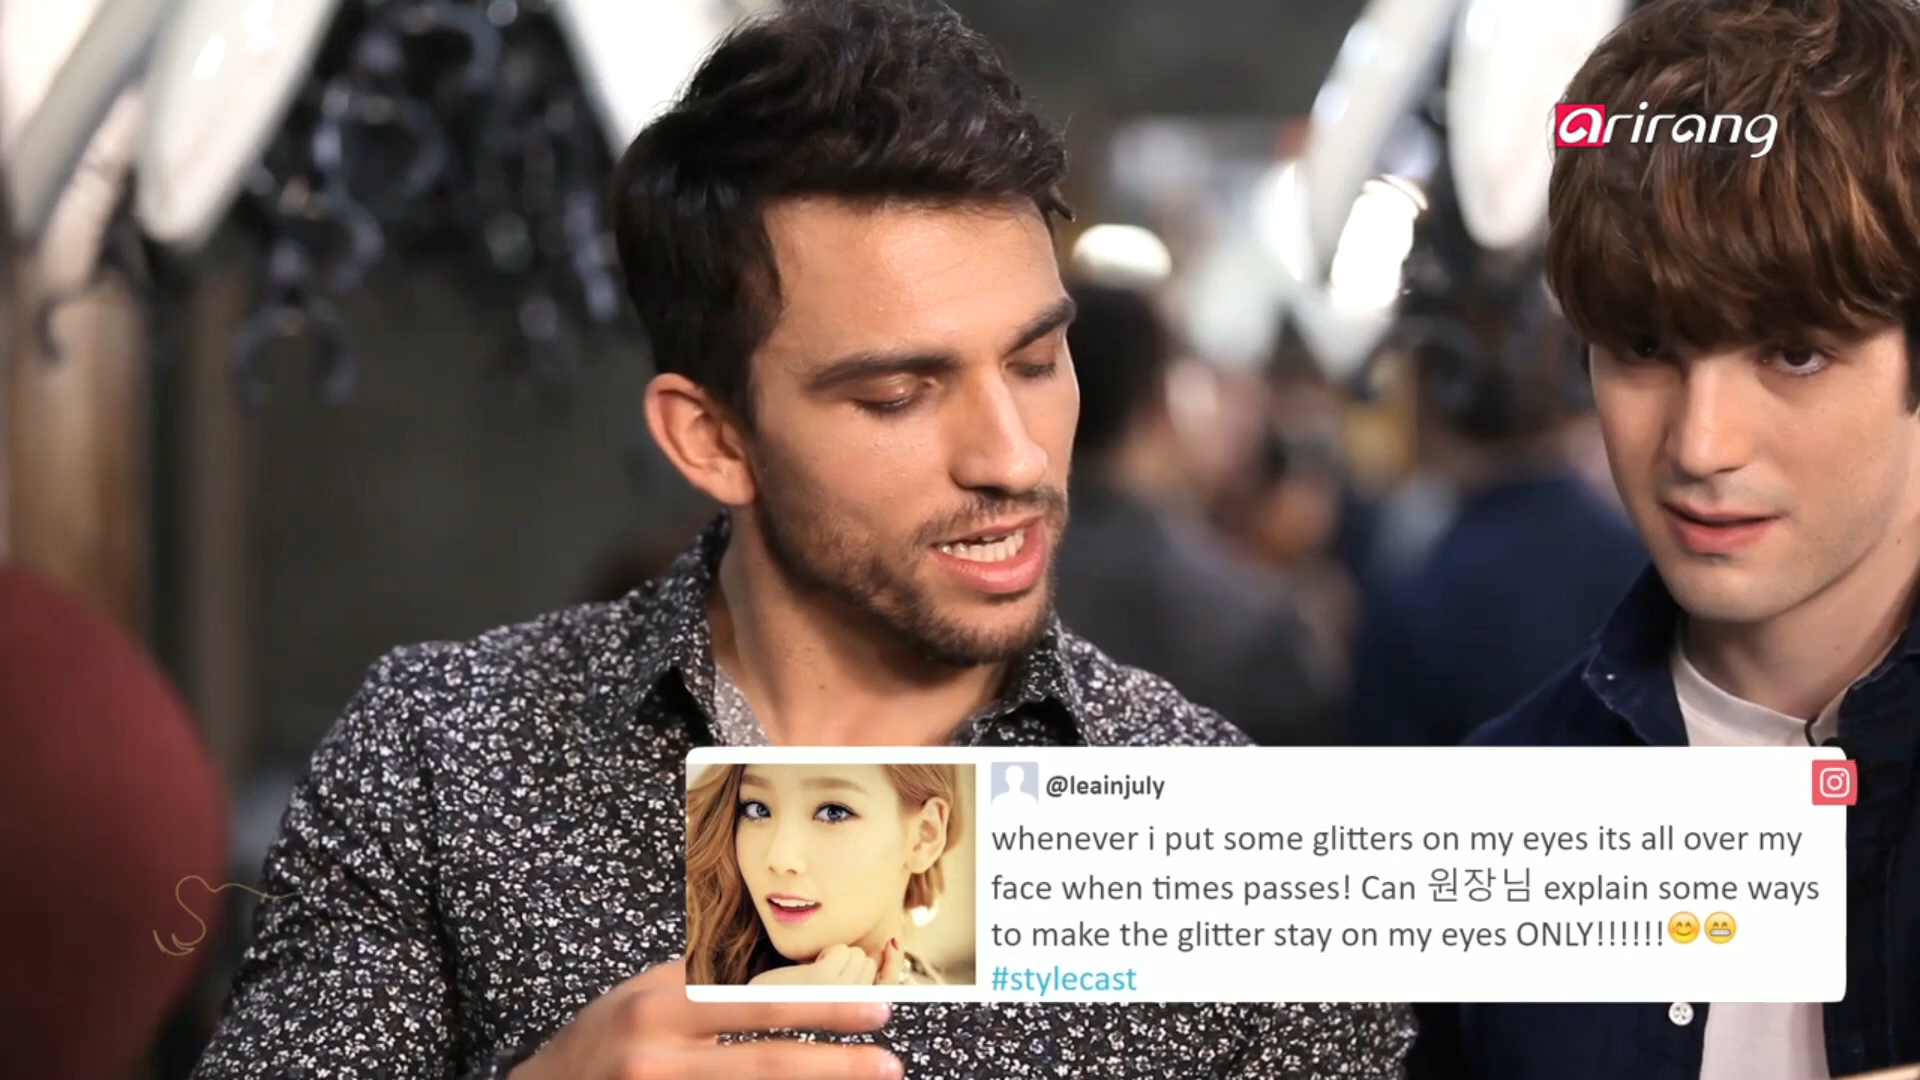 arirang
@leainjuly
whenever i put some glitters on my eyes its all over my
face when times passes! Can 원장님 explain some ways
to make the glitter stay on my eyes ONLY!!!!!!😊😁
#stylecast